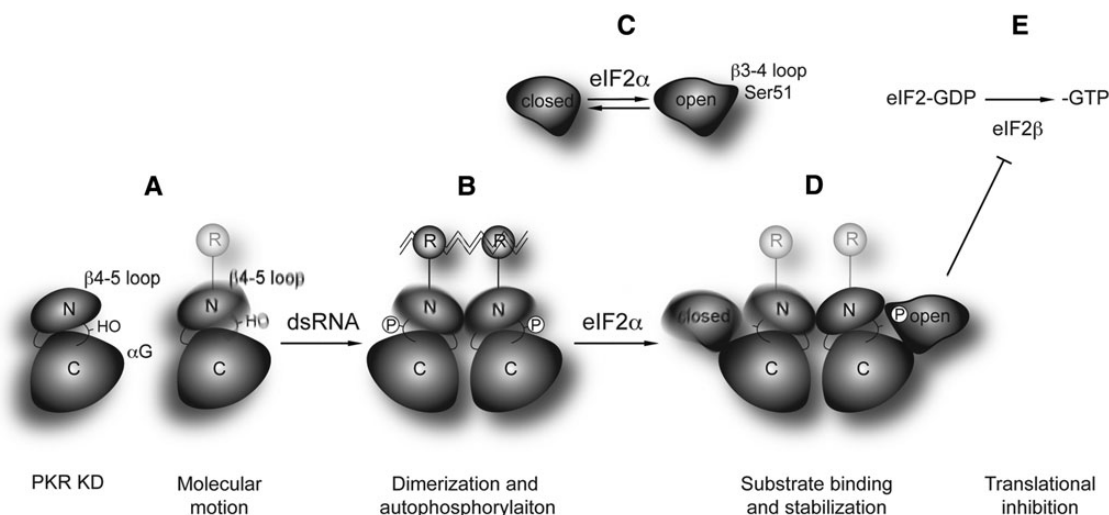 C
E
eIF2α
closed
open
β3-4 loop
Ser51
eIF2-GDP
-GTP
eIF2β
A
B
D
R
β4-5 loop
β4-5 loop
N
HO
αG
C
N
HO
C
dsRNA
R
R
N
N
P
P
C
C
eIF2α
R
R
closed
N
N
P
open
C
C
PKR KD
Molecular
motion
Dimerization and
autophosphorylaiton
Substrate binding
and stabilization
Translational
inhibition